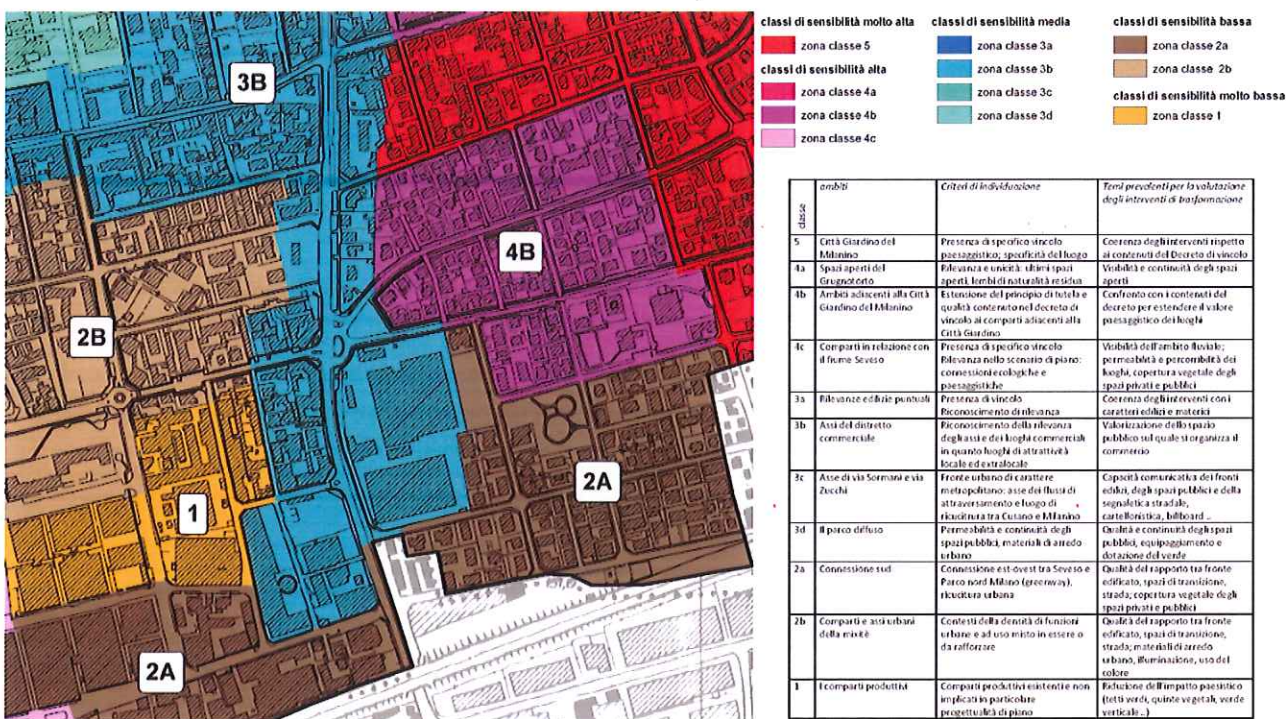 3B
4B
2B
2A
1
2A
classi di sensibilità molto alta
zona classe 5
classi di sensibilità alta
zona classe 4a
zona classe 4b
zona classe 4c
classi di sensibilità media
zona classe 3a
zona classe 3b
zona classe 3c
zona classe 3d
classi di sensibilità bassa
zona classe 2a
zona classe 2b
classi di sensibilità molto bassa
zona classe 1
classe
ambiti
Criteri di individuazione
Temi prevalenti per la valutazione
degli interventi di trasformazione
5
Città Giardino del
Milanino
Presenza di specifico vincolo
paesaggistico; specificità del luogo
Coerenza degli interventi rispetto
ai contenuti del Decreto di vincolo
4a
Spazi aperti del
Grugnotorto
Rilevanza e unicità: ultimi spazi
aperti, lembi di naturalità residua
Visibilità e continuità degli spazi
aperti
4b
Ambiti adiacenti alla Città
Giardino del Milanino
Estensione del principio di tutela e
qualità contenuto nel decreto di
vincolo ai comparti adiacenti alla
Città Giardino
Confronto con i contenuti del
decreto per estendere il valore
paesaggistico dei luoghi
4c
Comparti in relazione con
il fiume Seveso
Presenza di specifico vincolo
Rilevanza nello scenario di piano:
connessioni ecologiche e
paesaggistiche
Visibilità dell'ambito fluviale;
permeabilità e percorribilità dei
luoghi, copertura vegetale degli
spazi privati e pubblici
3a
Rilevanze edilizie puntuali
Presenza di vincolo
Riconoscimento di rilevanza
Coerenza degli interventi con i
caratteri edilizi e materici
3b
Assi del distretto
commerciale
Riconoscimento della rilevanza
degli assi e dei luoghi commerciali
in quanto luoghi di attrattività
locale ed extralocale
Valorizzazione dello spazio
pubblico sul quale si organizza il
commercio
3c
Asse di via Sormani e via
Zucchi
Fronte urbano di carattere
metropolitano: asse dei flussi di
attraversamento e luogo di
ricucitura tra Cusano e Milanino
Capacità comunicativa dei fronti
edilizi, degli spazi pubblici e della
segnaletica stradale,
cartellonistica, billboard ..
3d
Il parco diffuso
Permeabilità e continuità degli
spazi pubblici, materiali di arredo
urbano
Qualità e continuità degli spazi
pubblici, equipaggiamento e
dotazione del verde
2a
Connessione sud
Connessione est-ovest tra Seveso e
Parco nord Milano (greenway),
ricucitura urbana
Qualità del rapporto tra fronte
edificato, spazi di transizione,
strada; copertura vegetale degli
spazi privati e pubblici
2b
Comparti e assi urbani
della mixitè
Contesti della densità di funzioni
urbane e ad uso misto in essere o
da rafforzare
Qualità del rapporto tra fronte
edificato, spazi di transizione,
strada; materiali di arredo
urbano, illuminazione, uso del
colore
1
I comparti produttivi
Comparti produttivi esistenti e non
implicati in particolare
progettualità di piano
Riduzione dell'impatto paesistico
(tetti verdi, quinte vegetali, verde
verticale ..)